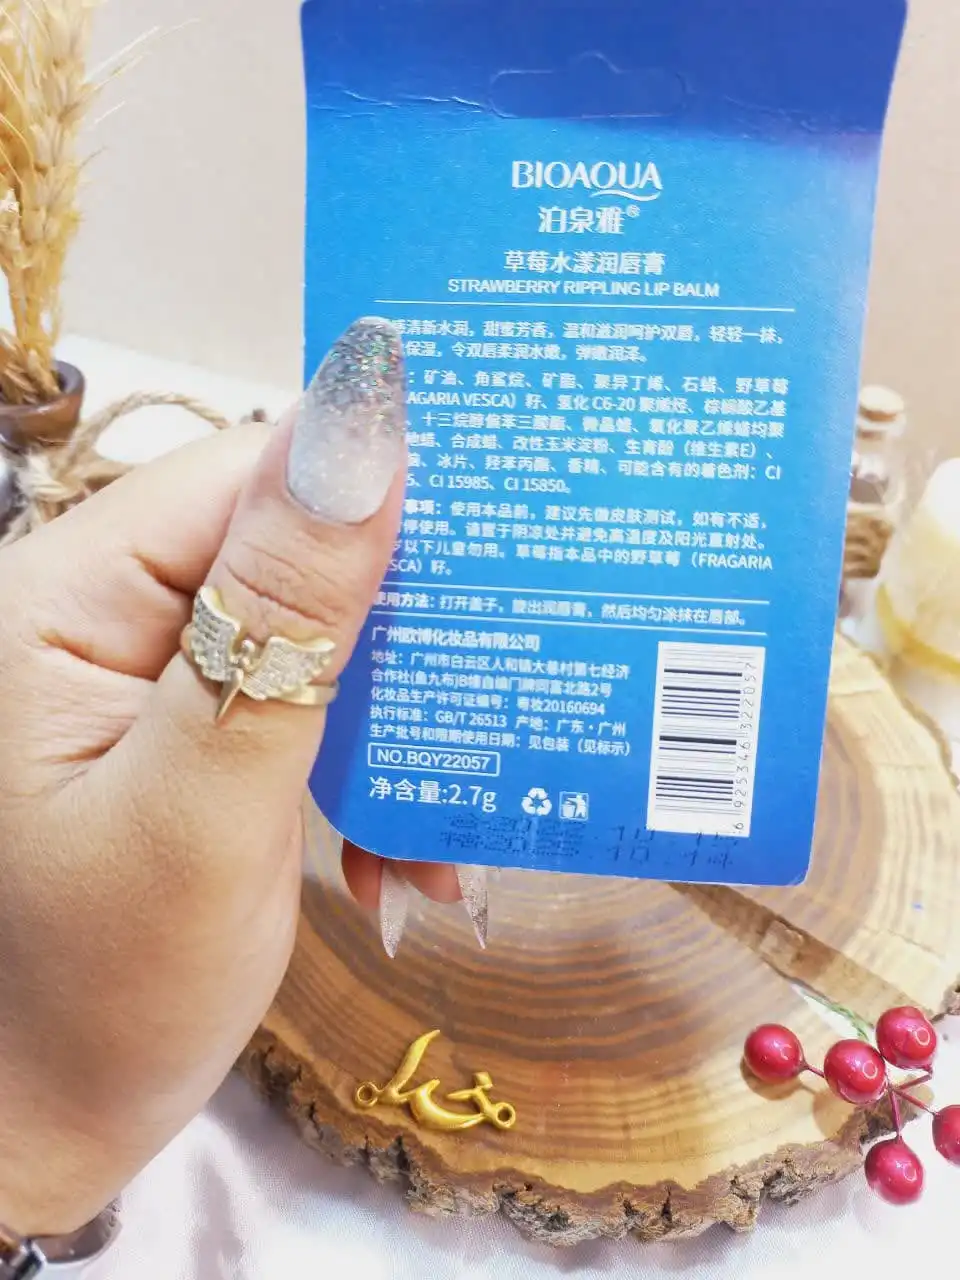 BIOAQUA
泊泉雅®
草莓水漾润唇膏
STRAWBERRY RIPPLING LIP BALM
清新水润，甜蜜芳香，温和滋润呵护双唇，轻轻一抹，
保湿，令双唇柔润水嫩，弹嫩润泽。
：矿油、角鲨烷、矿脂、聚异丁烯、石蜡、野草莓
AGARIA VESCA）籽、氢化 C6-20 聚烯烃、棕榈酸乙基
、十三烷醇偏苯三酸酯、微晶蜡、氧化聚乙烯蜡均聚
蜡、合成蜡、改性玉米淀粉、生育酚（维生素E）、
、冰片、羟苯丙酯、香精、可能含有的着色剂：CI
5、CI 15985、CI 15850。
事项：使用本品前，建议先做皮肤测试，如有不适，
停使用。请置于阴凉处并避免高温度及阳光直射处。
岁以下儿童勿用。草莓指本品中的野草莓（FRAGARIA
SCA）籽。
使用方法：打开盖子，旋出润唇膏，然后均匀涂抹在唇部。
广州欧博化妆品有限公司
地址：广州市白云区人和镇大巷村第七经济
合作社(鱼九布)B幢自编门牌同富北路2号
化妆品生产许可证编号：粤妆20160694
执行标准：GB/T 26513 产地：广东·广州
生产批号和限期使用日期：见包装（见标示）
NO.BQY22057
净含量:2.7g
6 925346 322057